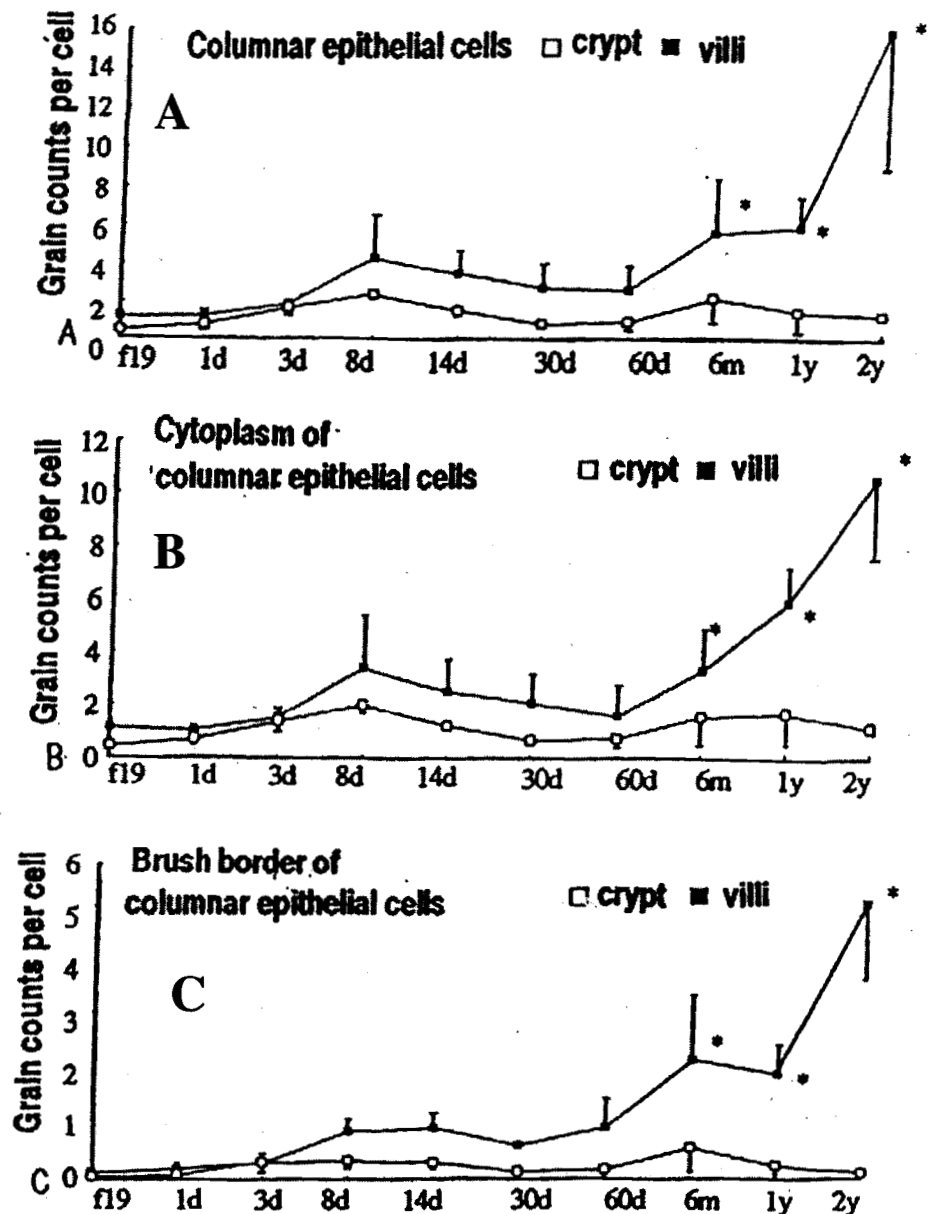 Columnar epithelial cells □ crypt ■ villi
A
Grain counts per cell
16
14
12
10
8
6
4
2
0
A
f19 1d 3d 8d 14d 30d 60d 6m 1y 2y
*
*
*
Cytoplasm of
columnar epithelial cells □ crypt ■ villi
B
Grain counts per cell
12
10
8
6
4
2
0
B
f19 1d 3d 8d 14d 30d 60d 6m 1y 2y
*
*
*
Brush border of
columnar epithelial cells □ crypt ■ villi
C
Grain counts per cell
6
5
4
3
2
1
0
C
f19 1d 3d 8d 14d 30d 60d 6m 1y 2y
*
*
*